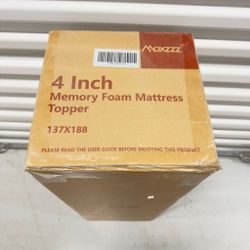 Maxzzz
4 Inch
Memory Foam Mattress
Topper
137X188
PLEASE READ THE USER GUIDE BEFORE ENJOYING THIS PRODUCT